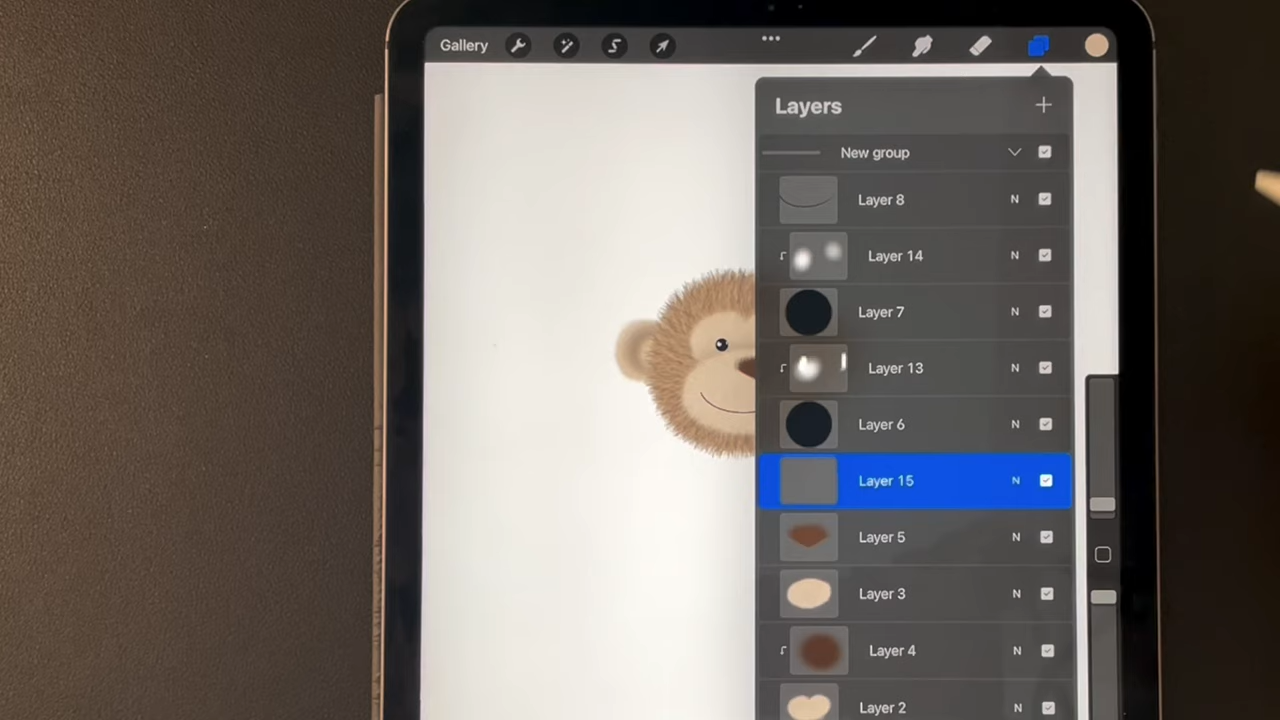 Gallery
Layers
New group
Layer 8 N
Layer 14 N
Layer 7 N
Layer 13 N
Layer 6 N
Layer 15 N
Layer 5 N
Layer 3 N
Layer 4 N
Layer 2 N